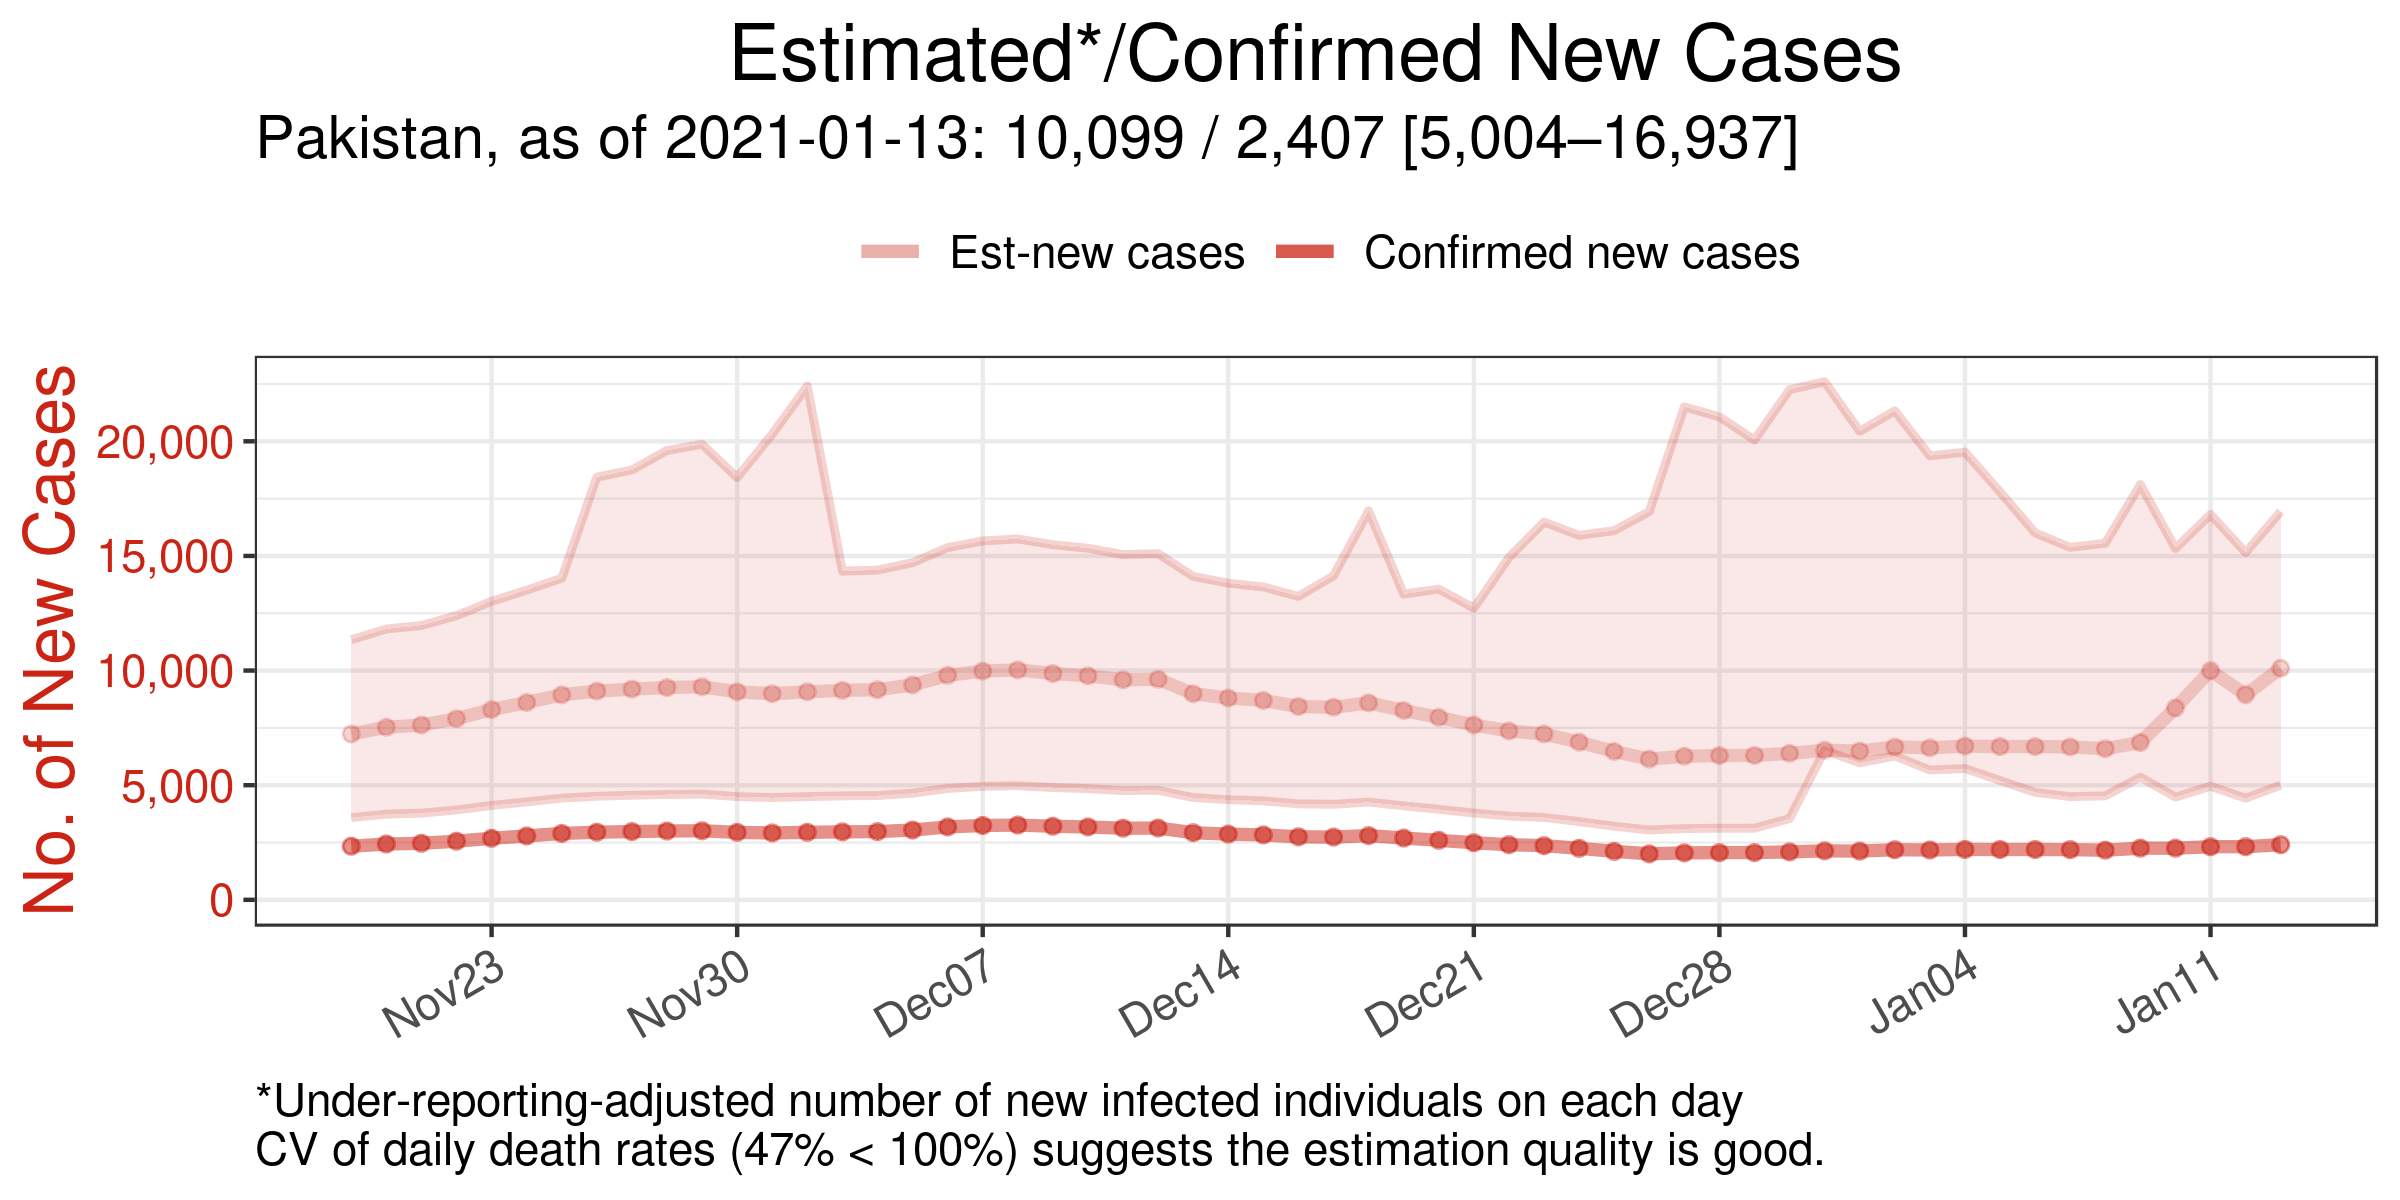 Estimated*/Confirmed New Cases
Pakistan, as of 2021-01-13: 10,099 / 2,407 [5,004–16,937]
Est-new cases Confirmed new cases
No. of New Cases
20,000
15,000
10,000
5,000
0
Nov23 Nov30 Dec07 Dec14 Dec21 Dec28 Jan04 Jan11
*Under-reporting-adjusted number of new infected individuals on each day
CV of daily death rates (47% < 100%) suggests the estimation quality is good.